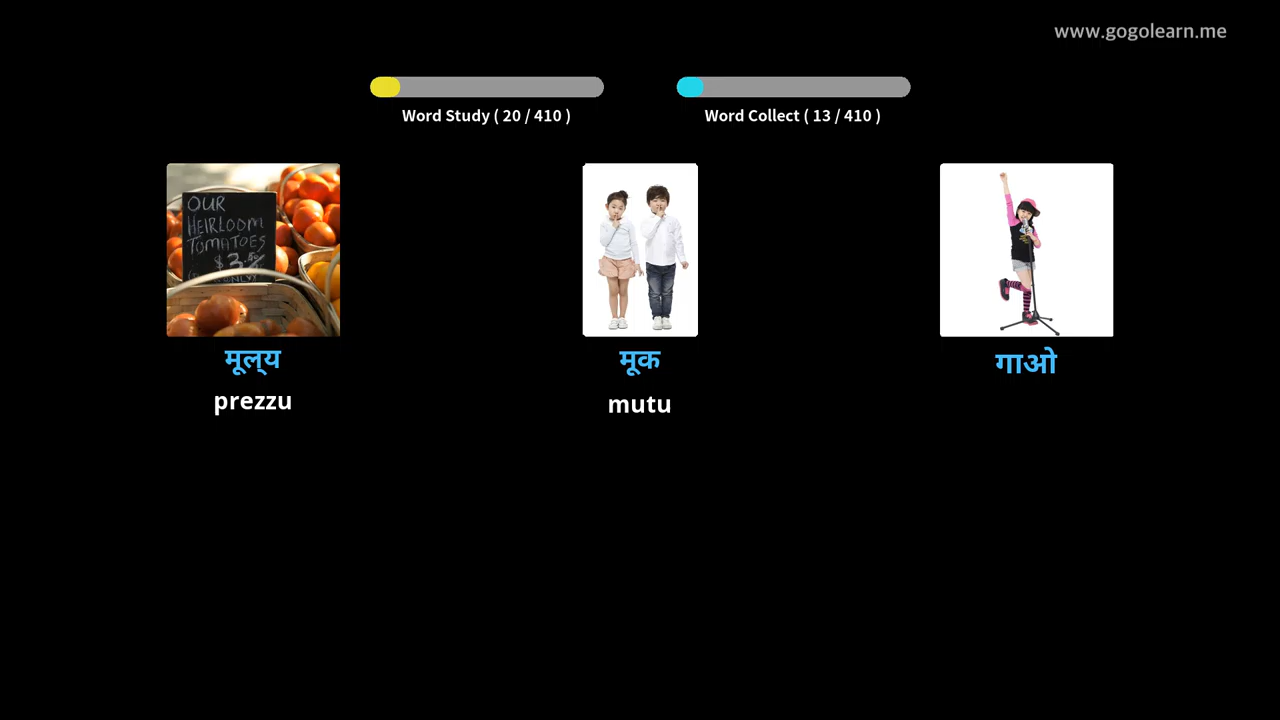 www.gogolearn.me
Word Study ( 20 / 410 )
Word Collect ( 13 / 410 )
OUR
HEIRLOOM
TOMATOES
मूल्‌य
prezzu
मूक
mutu
गाओ